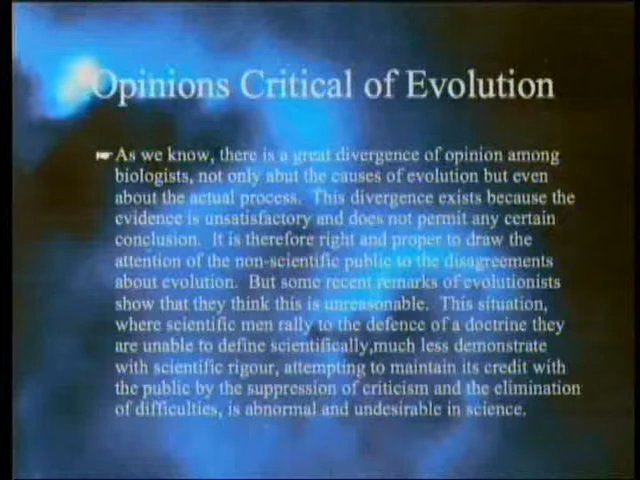 Opinions Critical of Evolution
☛ As we know, there is a great divergence of opinion among
biologists, not only abut the causes of evolution but even
about the actual process. This divergence exists because the
evidence is unsatisfactory and does not permit any certain
conclusion. It is therefore right and proper to draw the
attention of the non-scientific public to the disagreements
about evolution. But some recent remarks of evolutionists
show that they think this is unreasonable. This situation,
where scientific men rally to the defence of a doctrine they
are unable to define scientifically,much less demonstrate
with scientific rigour, attempting to maintain its credit with
the public by the suppression of criticism and the elimination
of difficulties, is abnormal and undesirable in science.